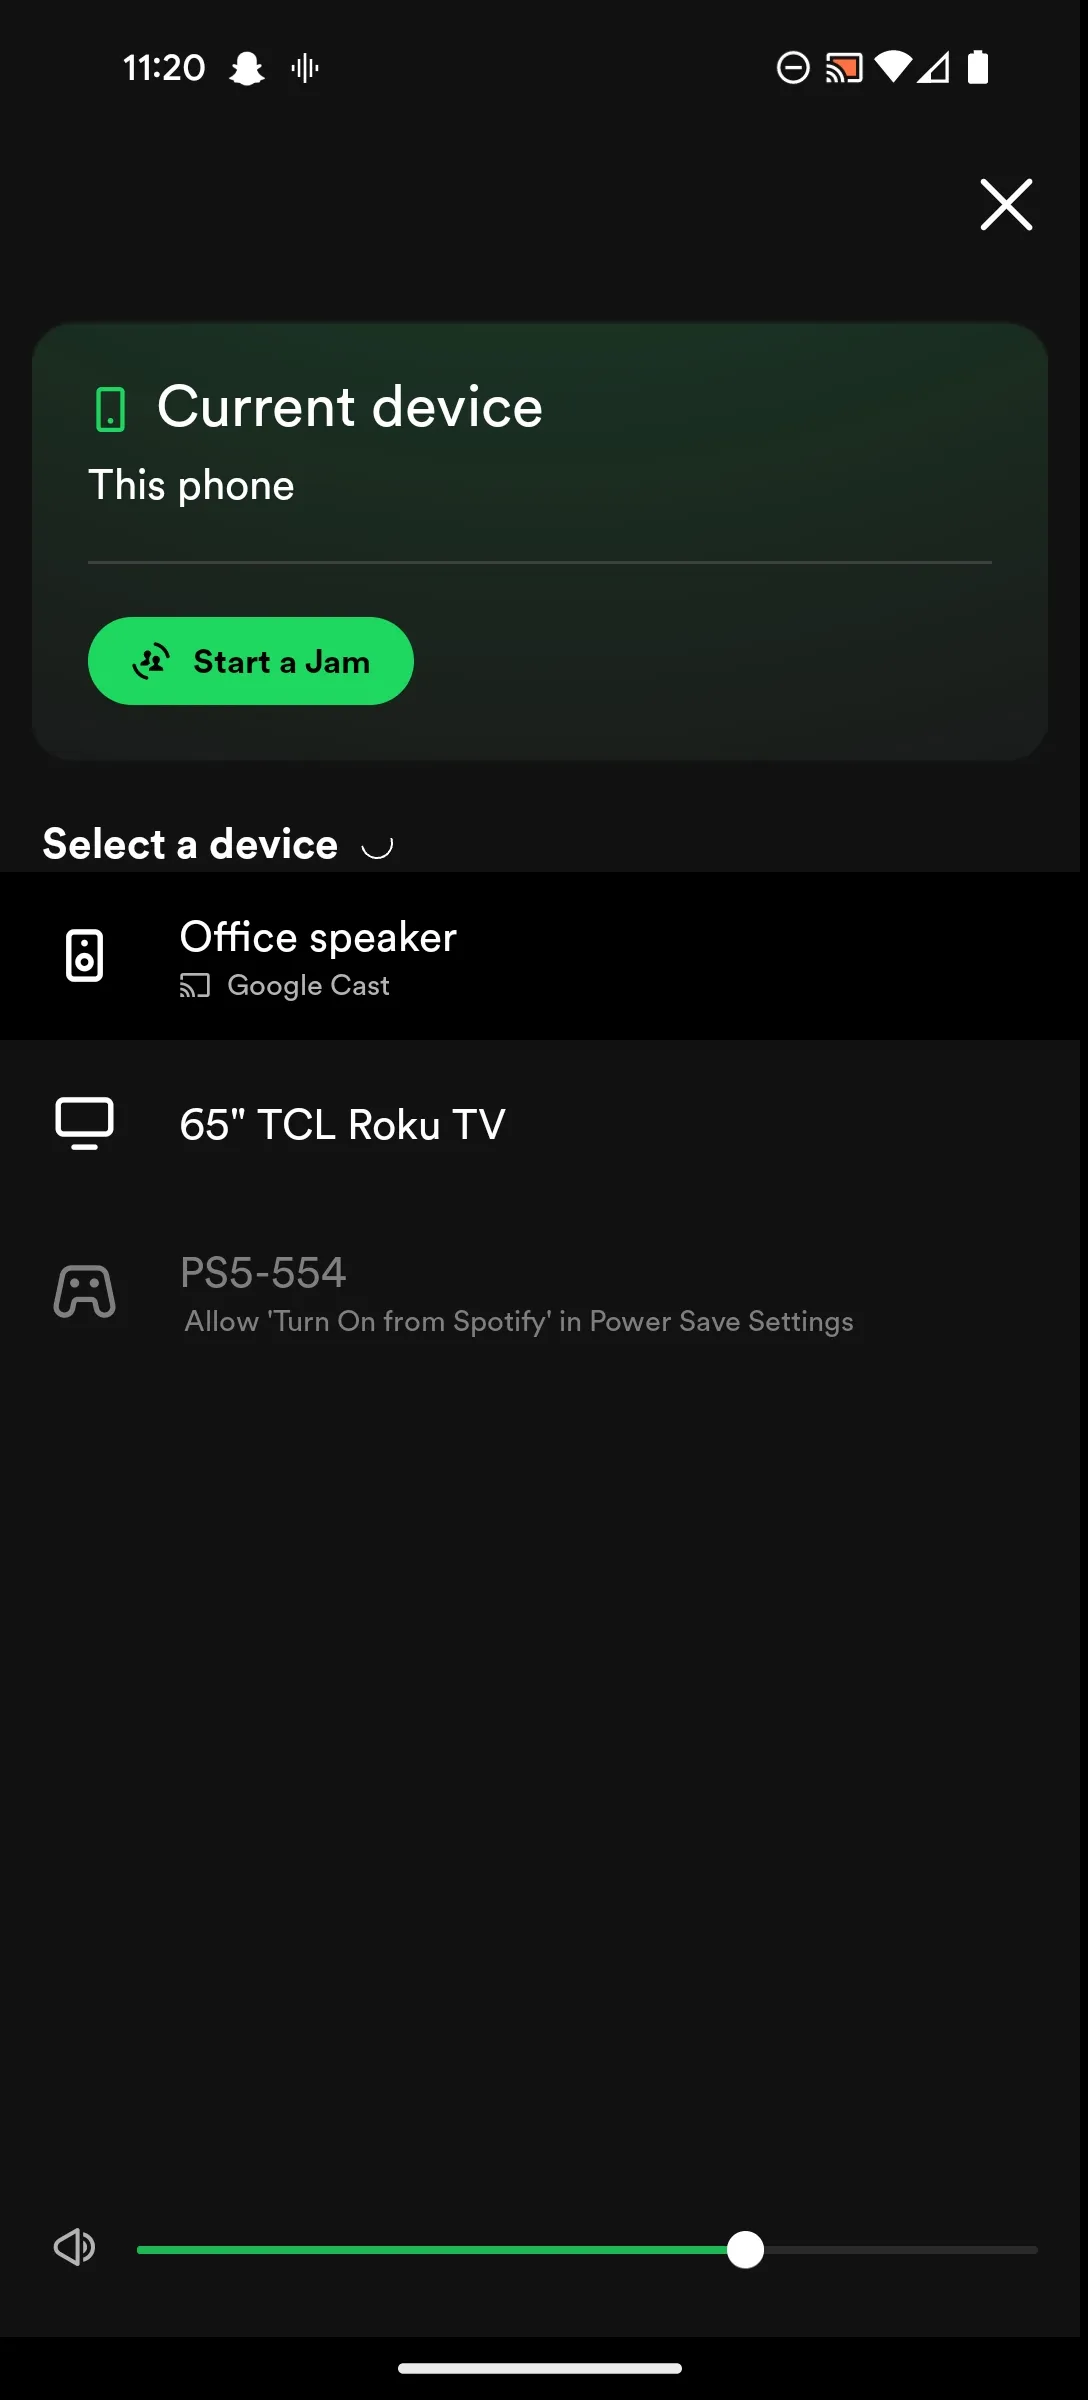 11:20
Current device
This phone
Start a Jam
Select a device
Office speaker
Google Cast
65" TCL Roku TV
PS5-554
Allow 'Turn On from Spotify' in Power Save Settings